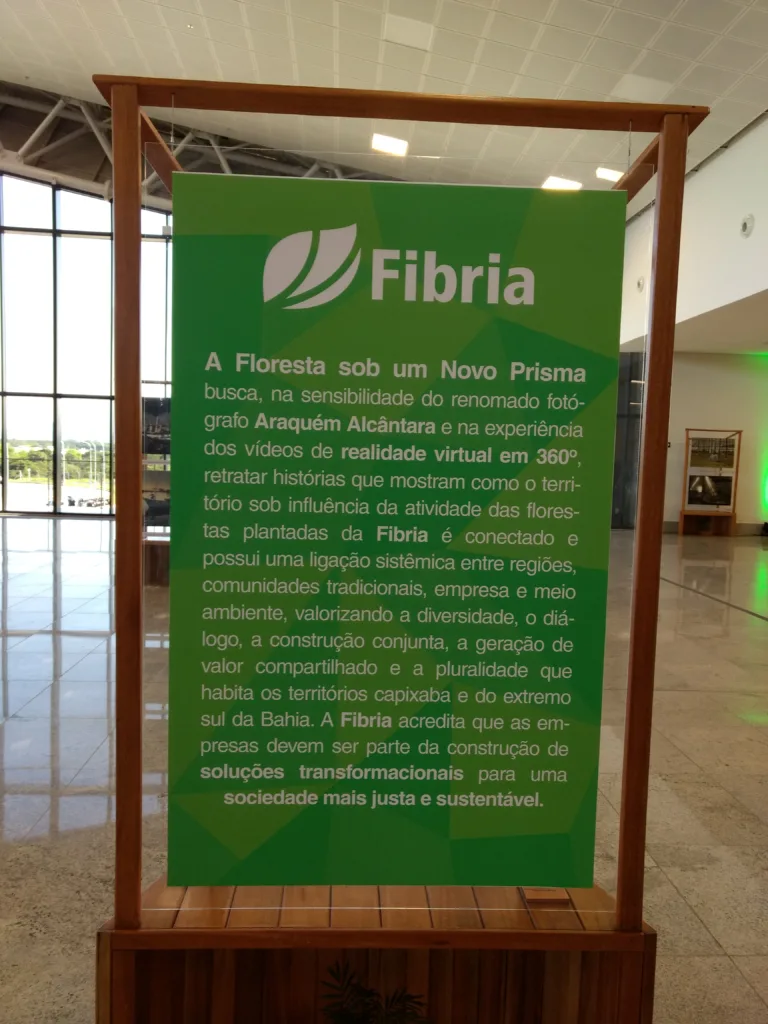 Fibria
A Floresta sob um Novo Prisma
busca, na sensibilidade do renomado fotó-
grafo Araquém Alcântara e na experiência
dos vídeos de realidade virtual em 360º,
retratar histórias que mostram como o terri-
tório sob influência da atividade das flores-
tas plantadas da Fibria é conectado e
possui uma ligação sistêmica entre regiões,
comunidades tradicionais, empresa e meio
ambiente, valorizando a diversidade, o diá-
logo, a construção conjunta, a geração de
valor compartilhado e a pluralidade que
habita os territórios capixaba e do extremo
sul da Bahia. A Fibria acredita que as em-
presas devem ser parte da construção de
soluções transformacionais para uma
sociedade mais justa e sustentável.